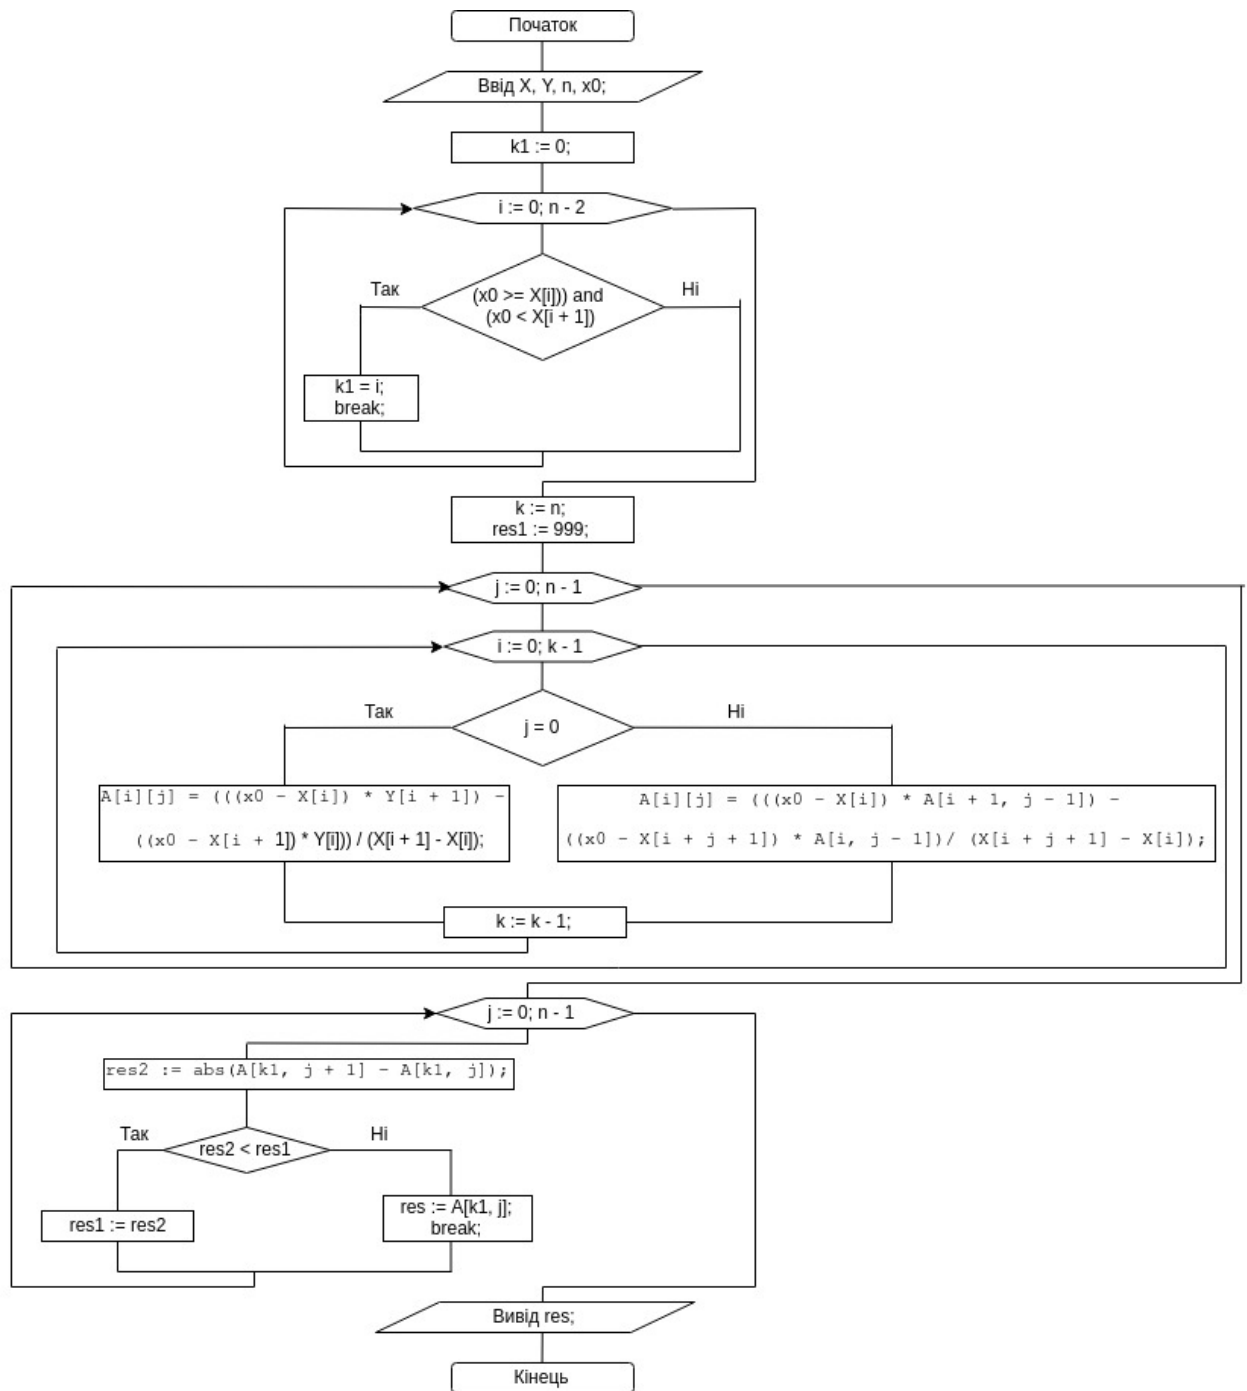 Початок
Ввід X, Y, n, x0;
k1 := 0;
i := 0; n - 2
Так
Ні
(x0 >= X[i])) and
(x0 < X[i + 1])
k1 = i;
break;
k := n;
res1 := 999;
j := 0; n - 1
i := 0; k - 1
Так
Ні
j = 0
A[i][j] = (((x0 - X[i]) * Y[i + 1]) -
((x0 - X[i + 1]) * Y[i])) / (X[i + 1] - X[i]);
A[i][j] = (((x0 - X[i]) * A[i + 1, j - 1]) -
((x0 - X[i + j + 1]) * A[i, j - 1])/ (X[i + j + 1] - X[i]);
k := k - 1;
j := 0; n - 1
res2 := abs(A[k1, j + 1] - A[k1, j]);
Так
Ні
res2 < res1
res1 := res2
res := A[k1, j];
break;
Вивід res;
Кінець